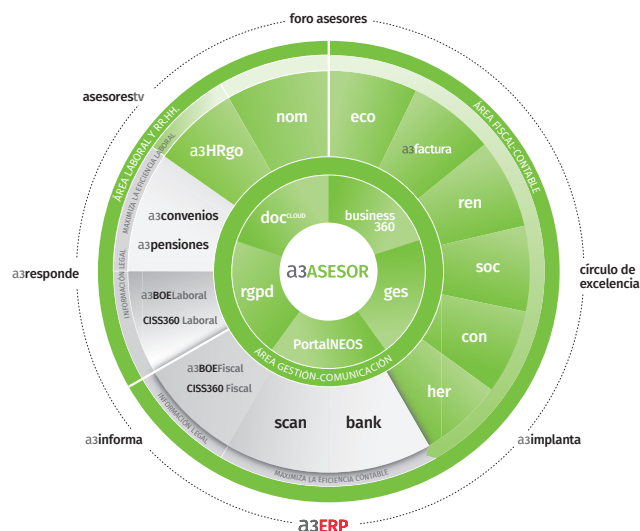 foro asesores
asesorestv
ÁREA LABORAL Y RR.HH.
ÁREA FISCAL-CONTABLE
MAXIMIZA LA EFICIENCIA LABORAL
nom
eco
a3HRgo
a3factura
ren
a3convenios
a3pensiones
docCLOUD
business
360
a3responde
INFORMACIÓN LEGAL
a3ASESOR
soc
círculo de
excelencia
a3BOELaboral
CISS360 Laboral
rgpd
ges
con
PortalNEOS
ÁREA GESTIÓN-COMUNICACIÓN
a3BOEFiscal
CISS360 Fiscal
her
scan
bank
INFORMACIÓN LEGAL
MAXIMIZA LA EFICIENCIA CONTABLE
a3informa
a3implanta
a3ERP